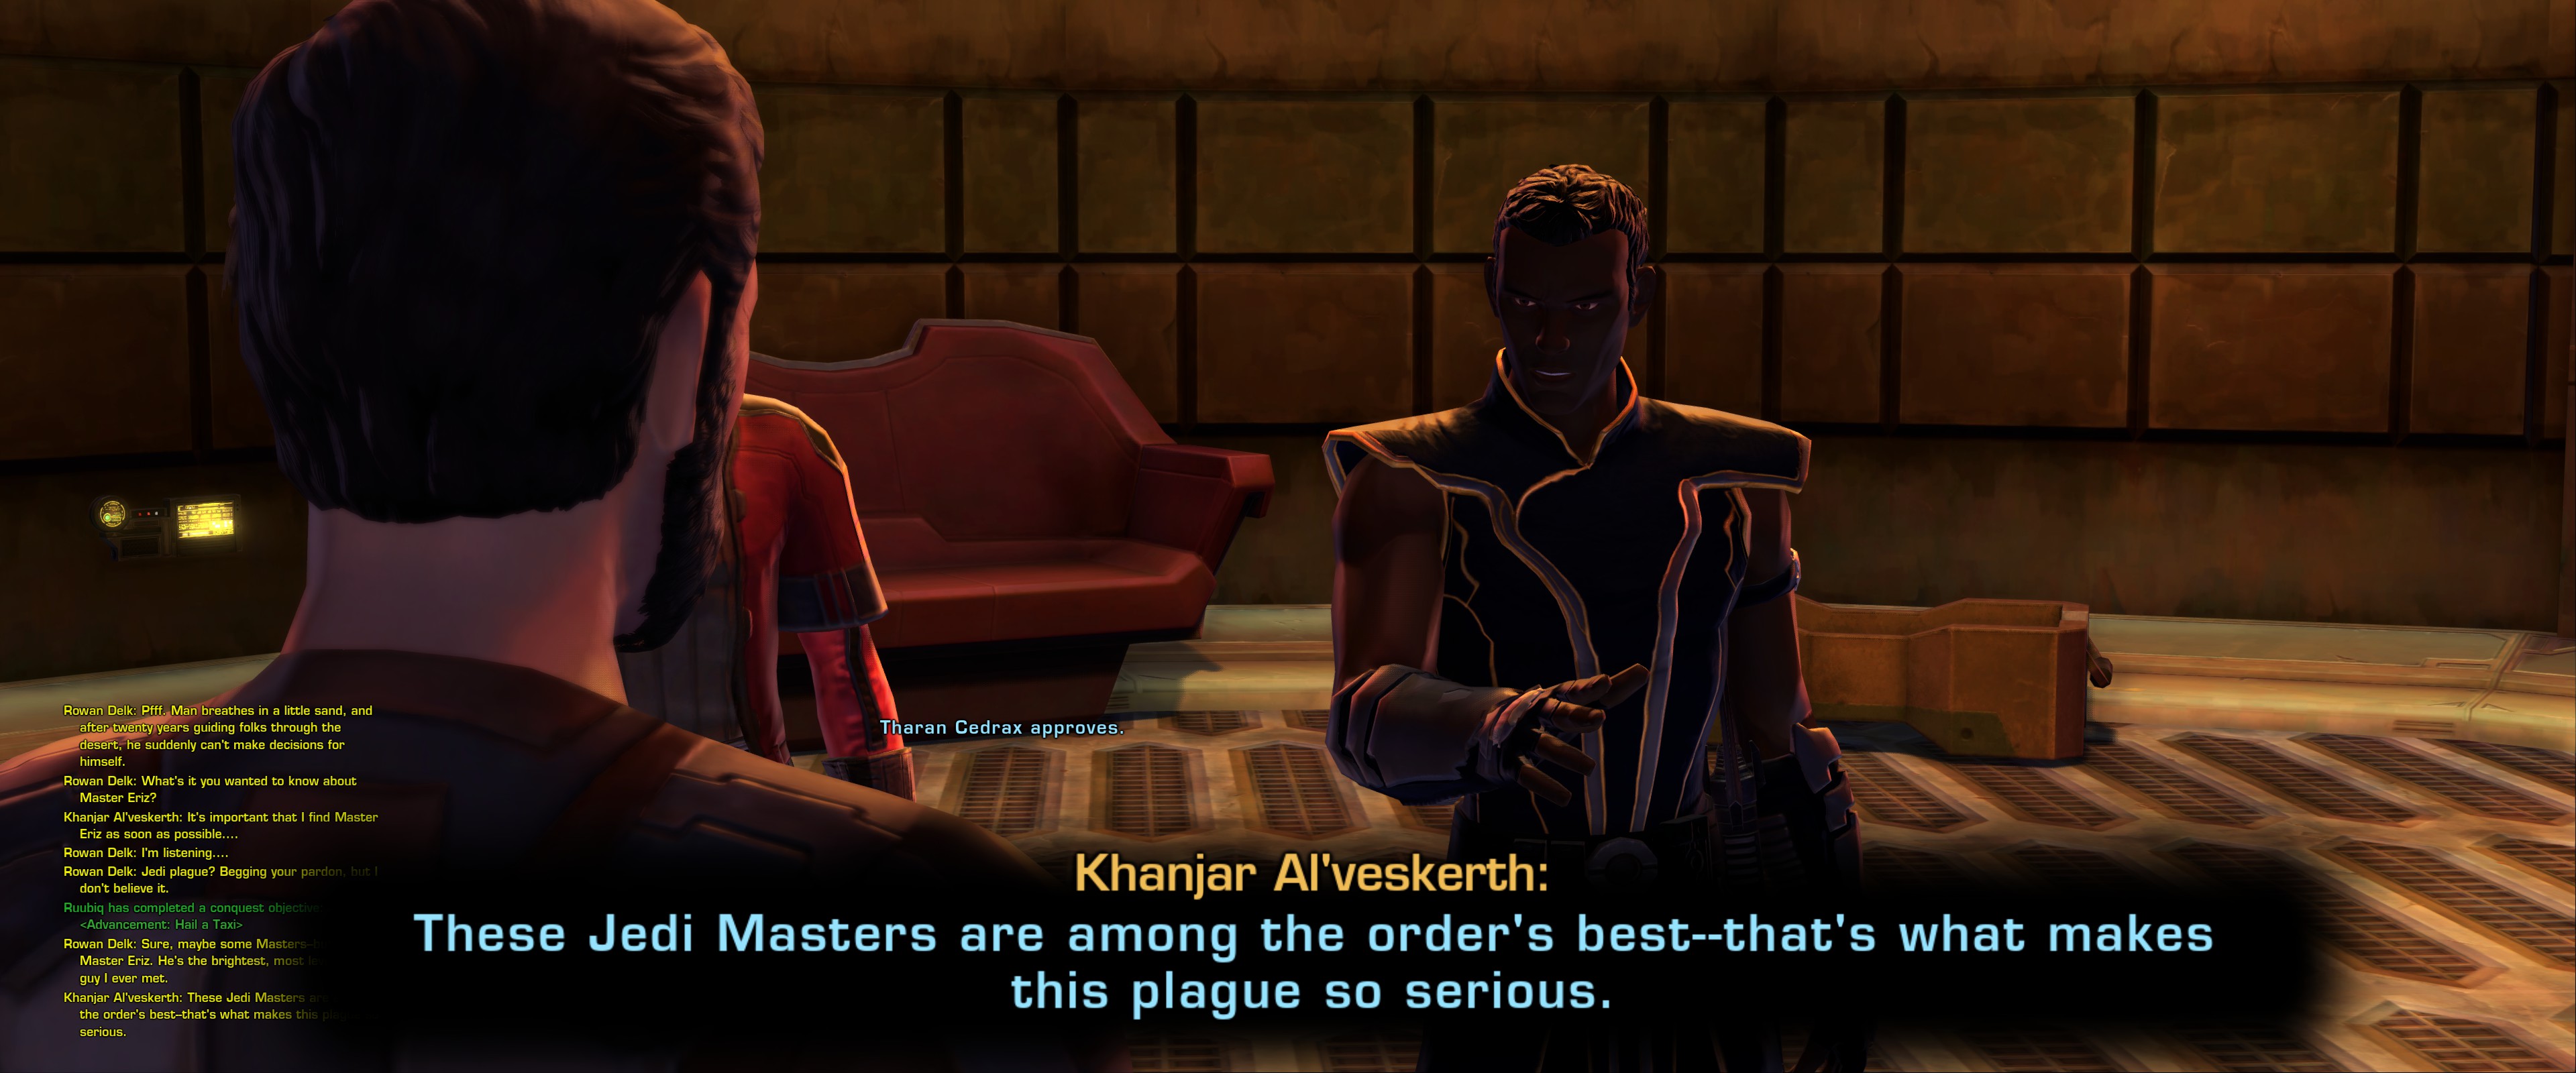 Rowan Delk: Pfff. Man breathes in a little sand, and
after twenty years guiding folks through the
desert, he suddenly can't make decisions for
himself.
Rowan Delk: What's it you wanted to know about
Master Eriz?
Khanjar Al'veskerth: It's important that I find Master
Eriz as soon as possible....
Rowan Delk: I'm listening....
Rowan Delk: Jedi plague? Begging your pardon, but I
don't believe it.
Ruubiq has completed a conquest objective:
<Advancement: Hail a Taxi>
Rowan Delk: Sure, maybe some Masters--
Master Eriz. He's the brightest, most
guy I ever met.
Khanjar Al'veskerth: These Jedi Masters
the order's best--that's what makes this
serious.
Tharan Cedrax approves.
Khanjar Al'veskerth:
These Jedi Masters are among the order's best--that's what makes
this plague so serious.